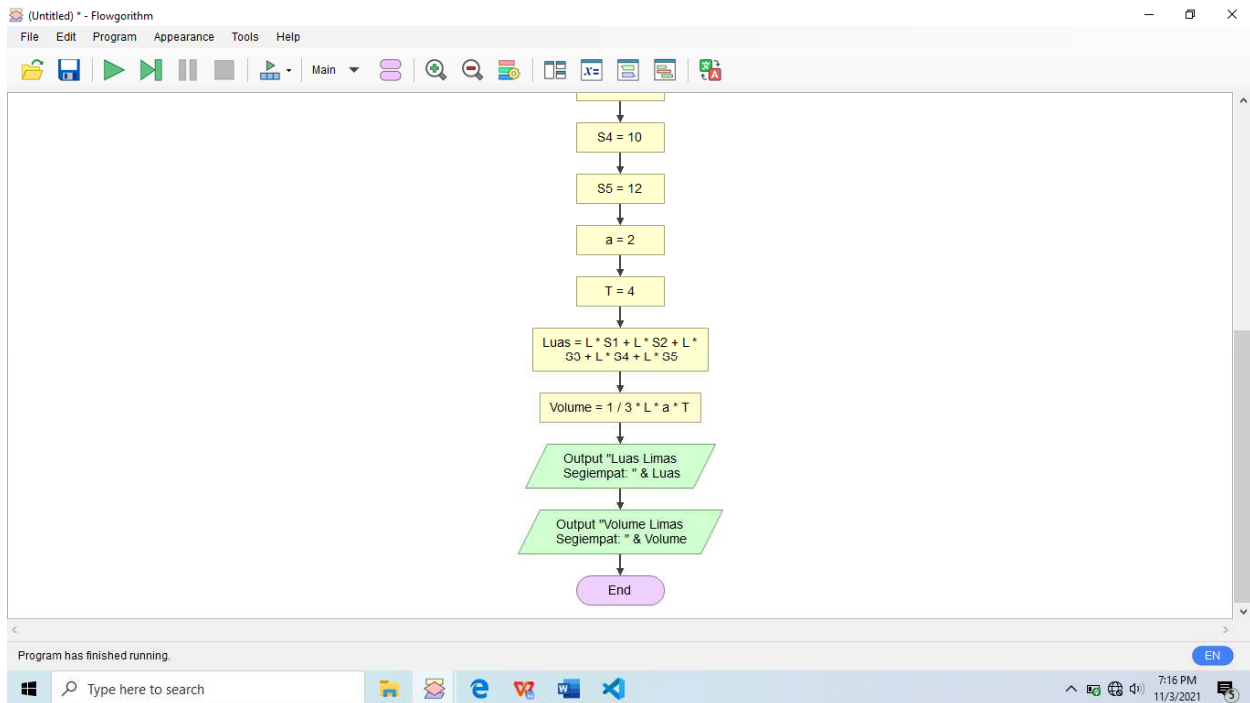 (Untitled) * - Flowgorithm
File Edit Program Appearance Tools Help
Main
x=
S4 = 10
S5 = 12
a = 2
T = 4
Luas = L * S1 + L * S2 + L *
S3 + L * S4 + L * S5
Volume = 1 / 3 * L * a * T
Output "Luas Limas
Segiempat: " & Luas
Output "Volume Limas
Segiempat: " & Volume
End
Program has finished running.
EN
Type here to search
7:16 PM
11/3/2021
5